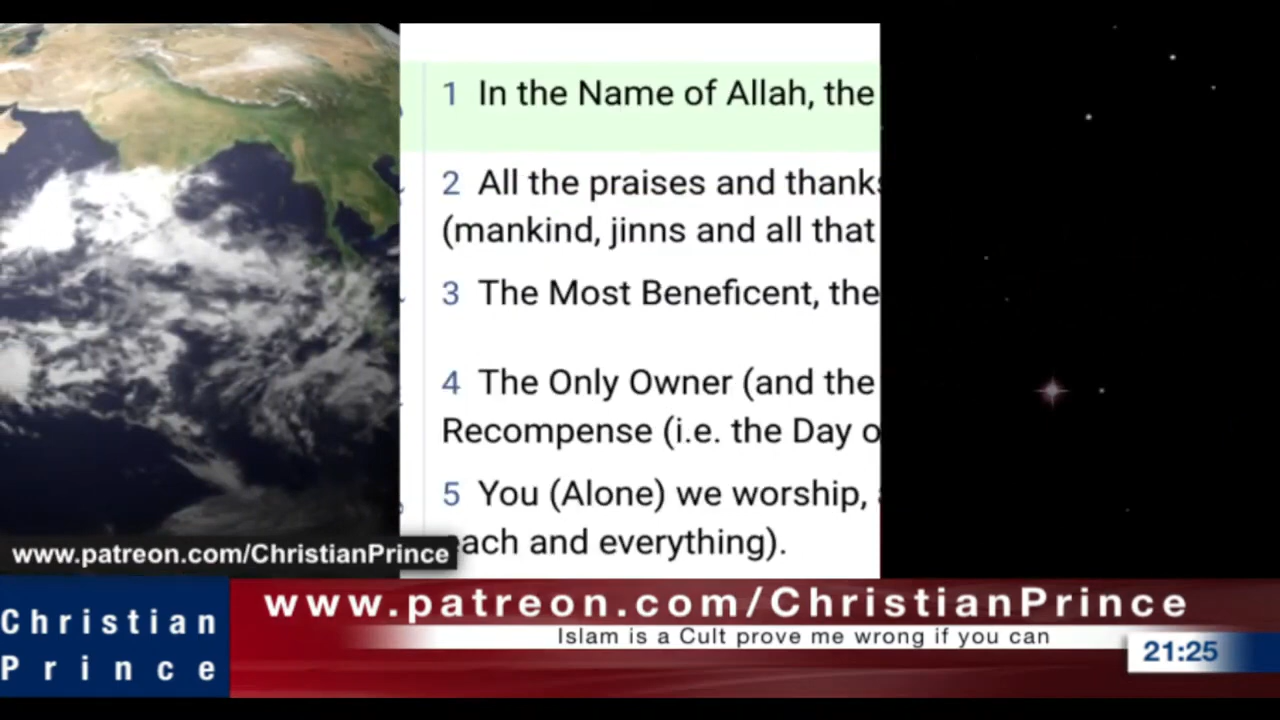 1 In the Name of Allah, the
2 All the praises and thanks
(mankind, jinns and all that
3 The Most Beneficent, the
4 The Only Owner (and the
Recompense (i.e. the Day o
5 You (Alone) we worship,
each and everything).
www.patreon.com/ChristianPrince
Christian
Prince
www.patreon.com/ChristianPrince
Islam is a Cult prove me wrong if you can
21:25